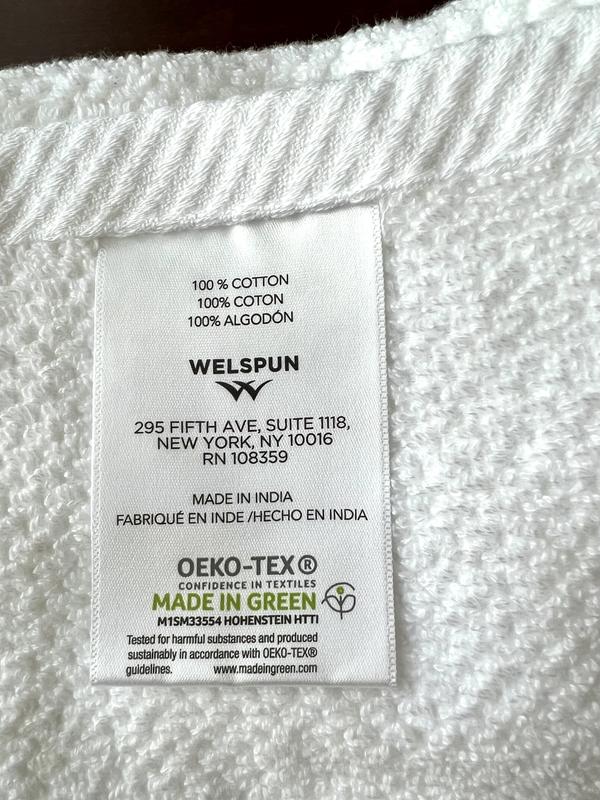 100 % COTTON
100% COTON
100% ALGODÓN
WELSPUN
295 FIFTH AVE, SUITE 1118,
NEW YORK, NY 10016
RN 108359
MADE IN INDIA
FABRIQUÉ EN INDE /HECHO EN INDIA
OEKO-TEX®
CONFIDENCE IN TEXTILES
MADE IN GREEN
M1SM33554 HOHENSTEIN HTTI
Tested for harmful substances and produced
sustainably in accordance with OEKO-TEX®
guidelines. www.madeingreen.com